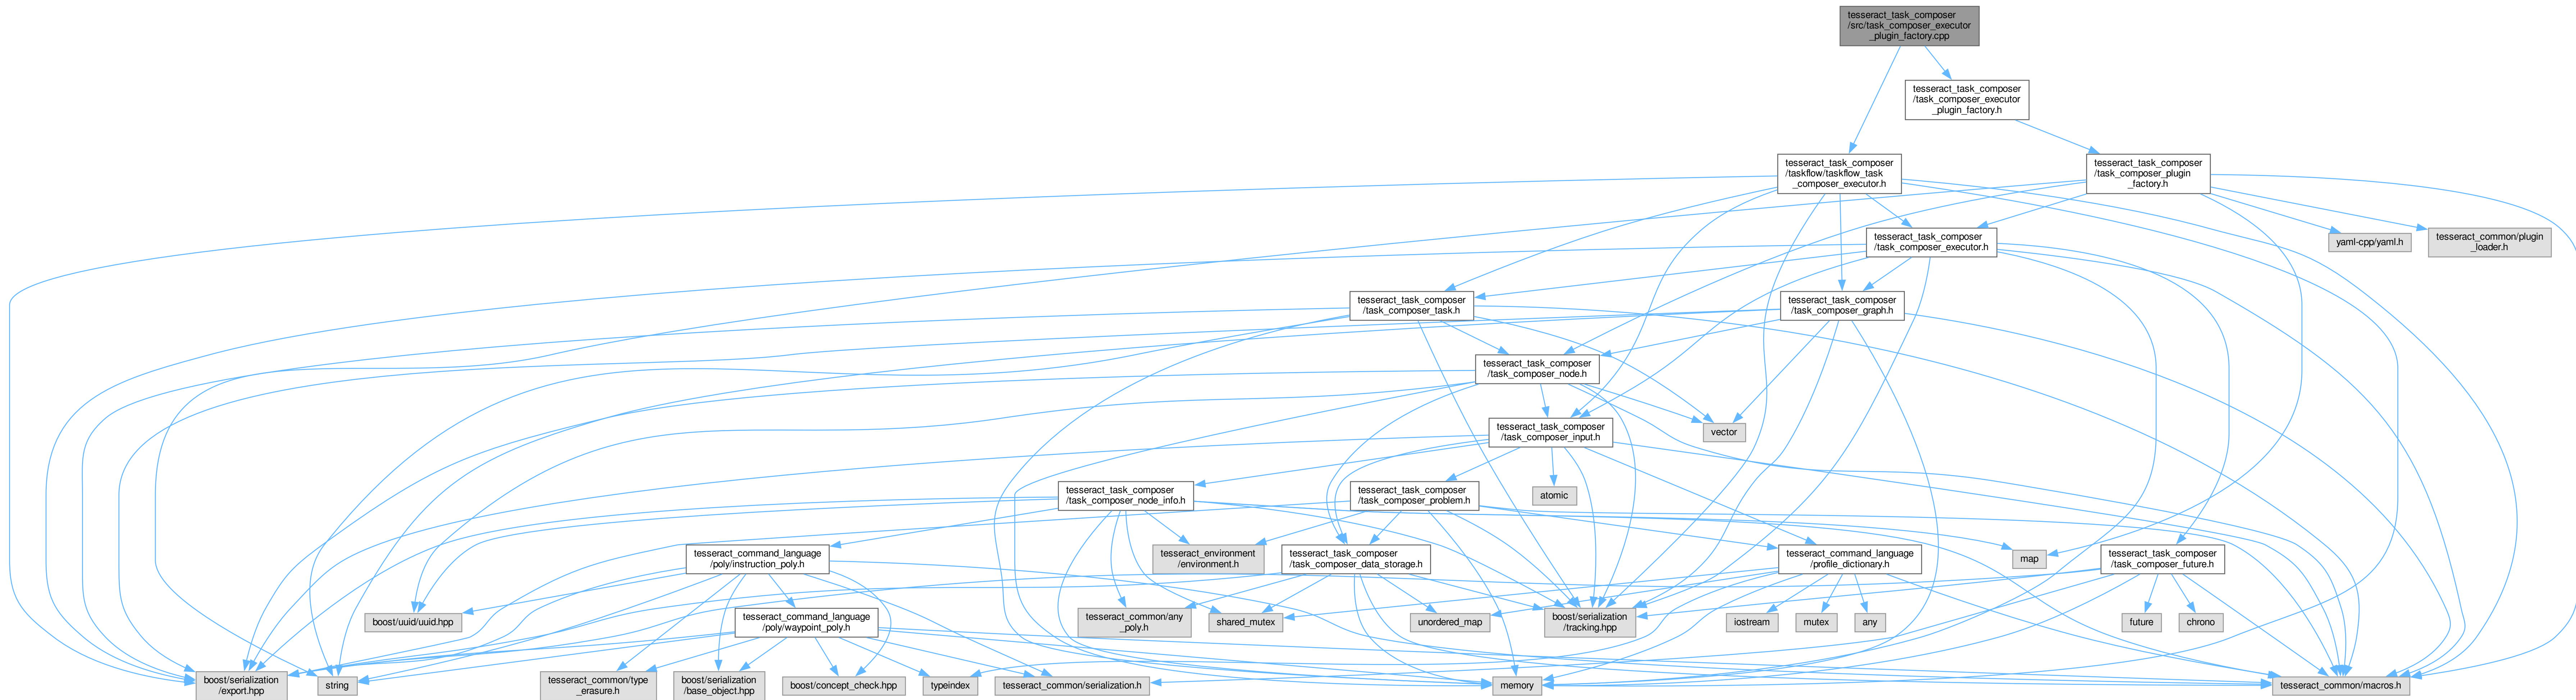 tesseract_task_composer
/src/task_composer_executor
_plugin_factory.cpp
tesseract_task_composer
/task_composer_executor
_plugin_factory.h
tesseract_task_composer
/taskflow/taskflow_task
_composer_executor.h
tesseract_task_composer
/task_composer_plugin
_factory.h
tesseract_task_composer
/task_composer_executor.h
yaml-cpp/yaml.h
tesseract_common/plugin
_loader.h
tesseract_task_composer
/task_composer_task.h
tesseract_task_composer
/task_composer_graph.h
tesseract_task_composer
/task_composer_node.h
tesseract_task_composer
/task_composer_input.h
vector
tesseract_task_composer
/task_composer_node_info.h
tesseract_task_composer
/task_composer_problem.h
atomic
tesseract_command_language
/poly/instruction_poly.h
tesseract_environment
/environment.h
tesseract_task_composer
/task_composer_data_storage.h
tesseract_command_language
/profile_dictionary.h
map
tesseract_task_composer
/task_composer_future.h
boost/uuid/uuid.hpp
tesseract_command_language
/poly/waypoint_poly.h
tesseract_common/any
_poly.h
shared_mutex
unordered_map
boost/serialization
/tracking.hpp
iostream
mutex
any
future
chrono
boost/serialization
/export.hpp
string
tesseract_common/type
_erasure.h
boost/serialization
/base_object.hpp
boost/concept_check.hpp
typeindex
tesseract_common/serialization.h
memory
tesseract_common/macros.h